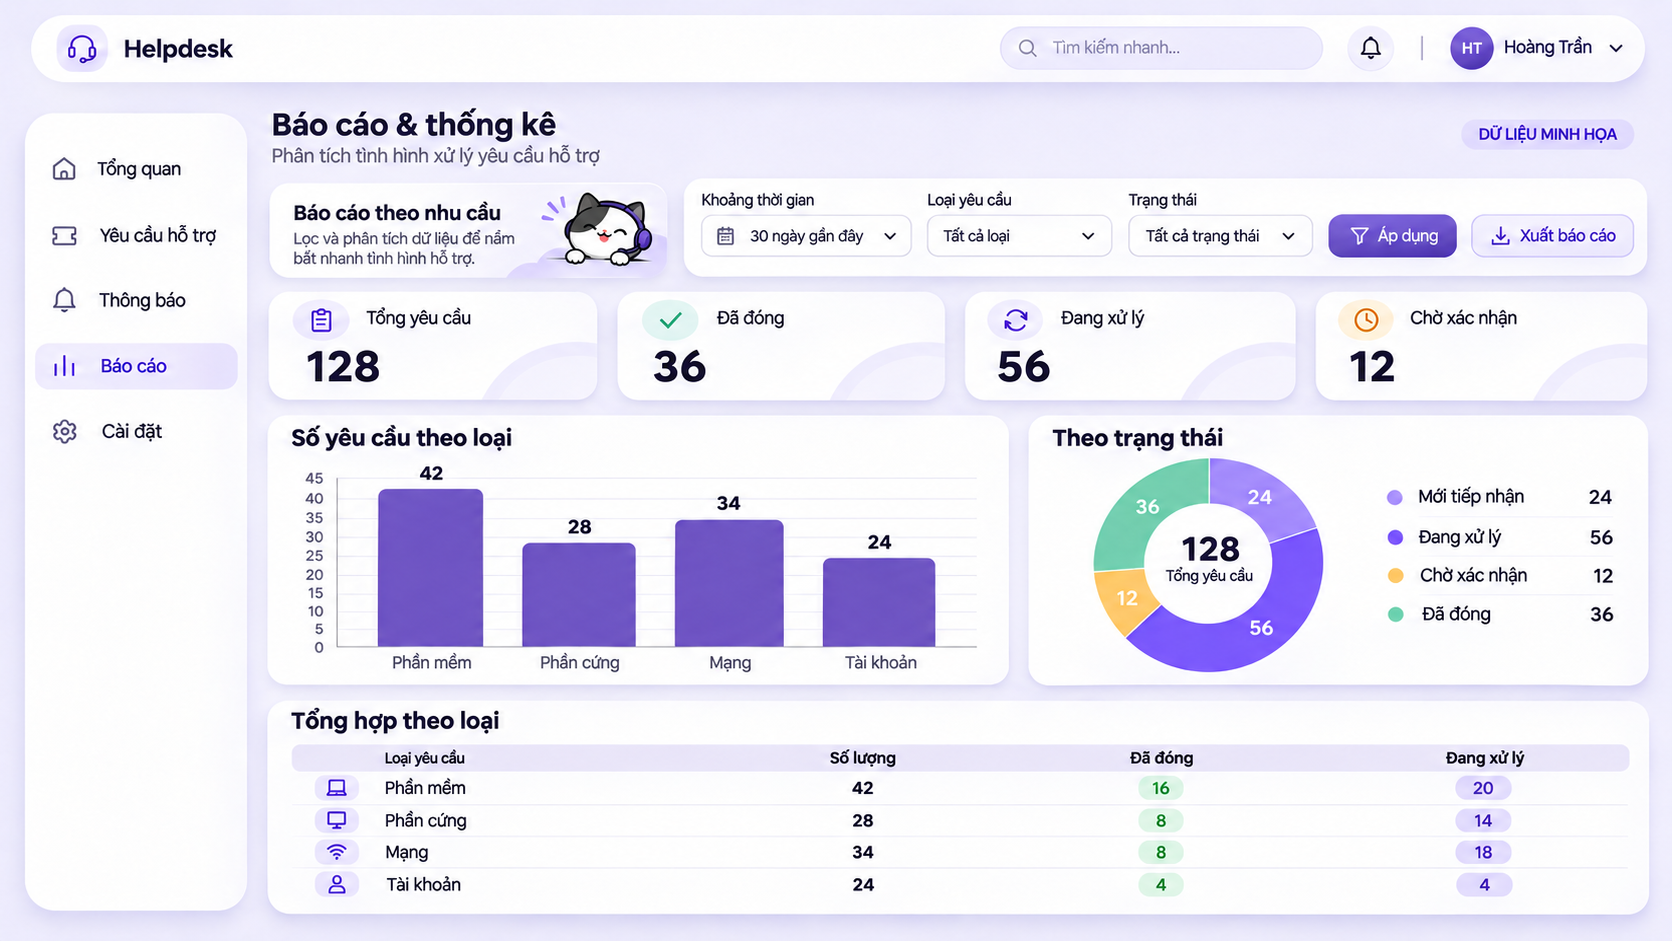 Helpdesk
Tìm kiếm nhanh...
HT
Hoàng Trần
Tổng quan
Yêu cầu hỗ trợ
Thông báo
Báo cáo
Cài đặt
Báo cáo & thống kê
Phân tích tình hình xử lý yêu cầu hỗ trợ
DỮ LIỆU MINH HỌA
Báo cáo theo nhu cầu
Lọc và phân tích dữ liệu để nắm
bắt nhanh tình hình hỗ trợ.
Khoảng thời gian
30 ngày gần đây
Loại yêu cầu
Tất cả loại
Trạng thái
Tất cả trạng thái
Áp dụng
Xuất báo cáo
Tổng yêu cầu
128
Đã đóng
36
Đang xử lý
56
Chờ xác nhận
12
Số yêu cầu theo loại
45
40
35
30
25
20
15
10
5
0
42
28
34
24
Phần mềm
Phần cứng
Mạng
Tài khoản
Theo trạng thái
24
36
12
56
128
Tổng yêu cầu
Mới tiếp nhận 24
Đang xử lý 56
Chờ xác nhận 12
Đã đóng 36
Tổng hợp theo loại
Loại yêu cầu Số lượng Đã đóng Đang xử lý
Phần mềm 42 16 20
Phần cứng 28 8 14
Mạng 34 8 18
Tài khoản 24 4 4